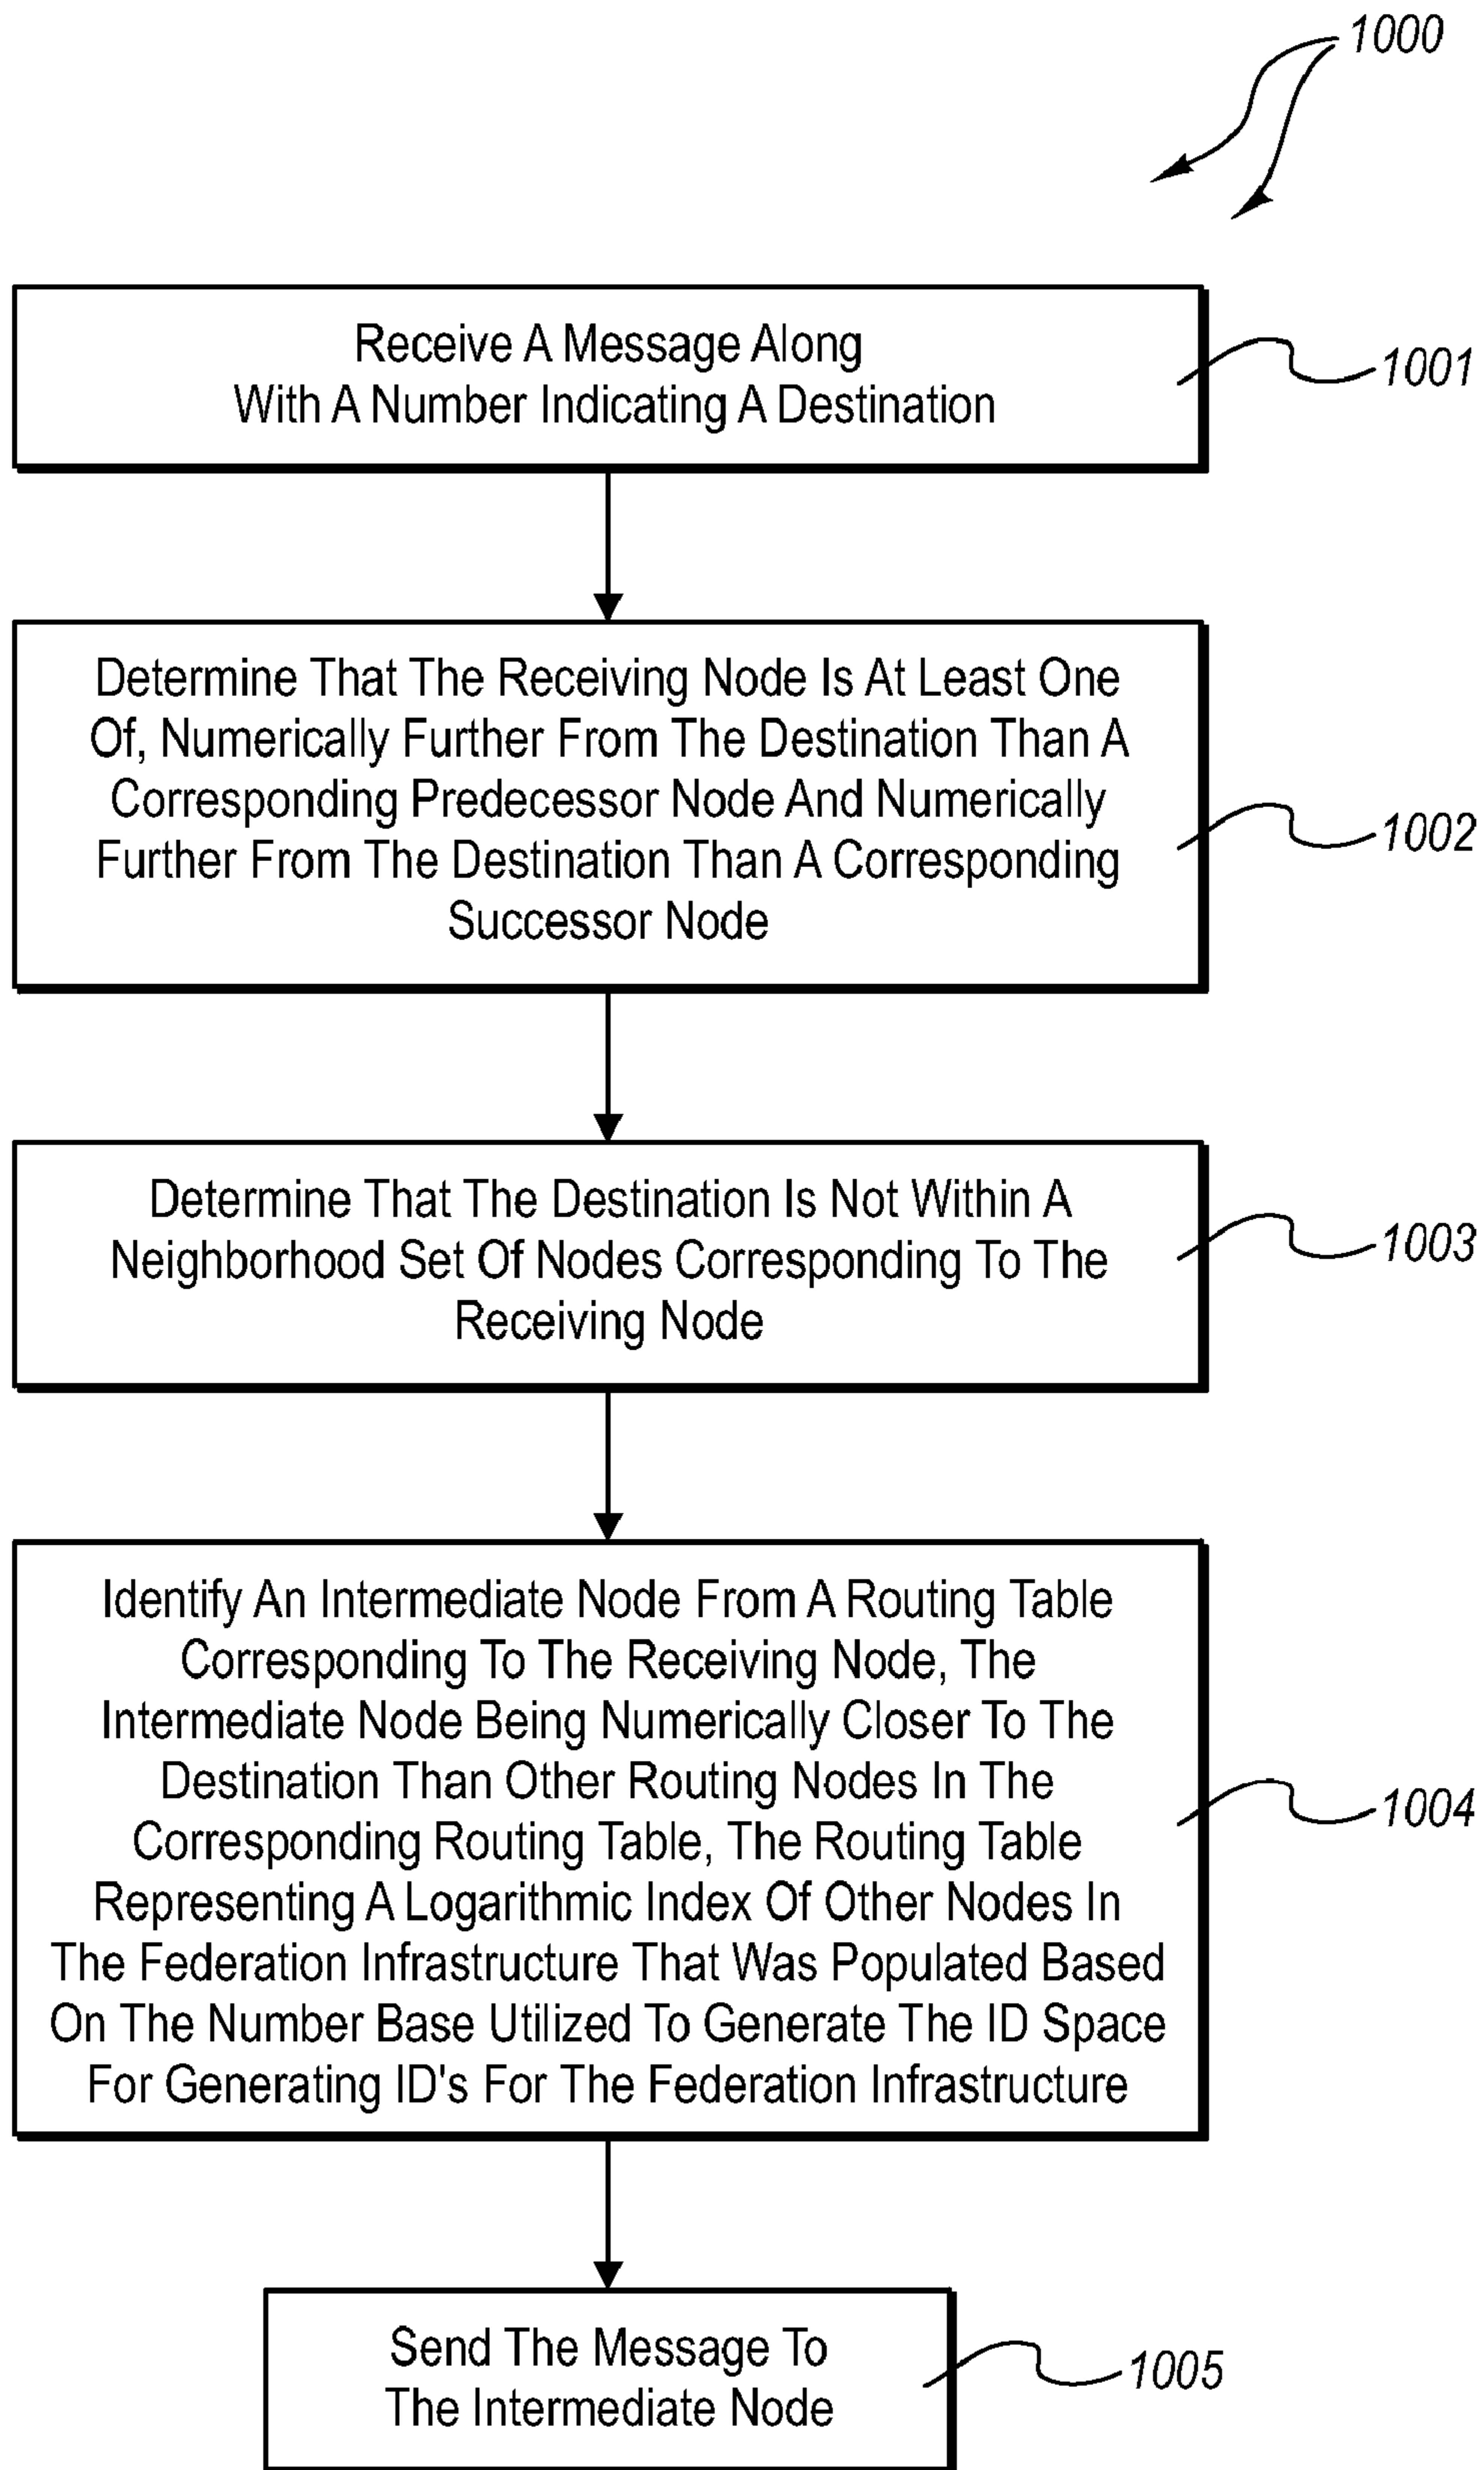 1000
Receive A Message Along
With A Number Indicating A Destination
1001
Determine That The Receiving Node Is At Least One
Of, Numerically Further From The Destination Than A
Corresponding Predecessor Node And Numerically
Further From The Destination Than A Corresponding
Successor Node
1002
Determine That The Destination Is Not Within A
Neighborhood Set Of Nodes Corresponding To The
Receiving Node
1003
Identify An Intermediate Node From A Routing Table
Corresponding To The Receiving Node, The
Intermediate Node Being Numerically Closer To The
Destination Than Other Routing Nodes In The
Corresponding Routing Table, The Routing Table
Representing A Logarithmic Index Of Other Nodes In
The Federation Infrastructure That Was Populated Based
On The Number Base Utilized To Generate The ID Space
For Generating ID's For The Federation Infrastructure
1004
Send The Message To
The Intermediate Node
1005